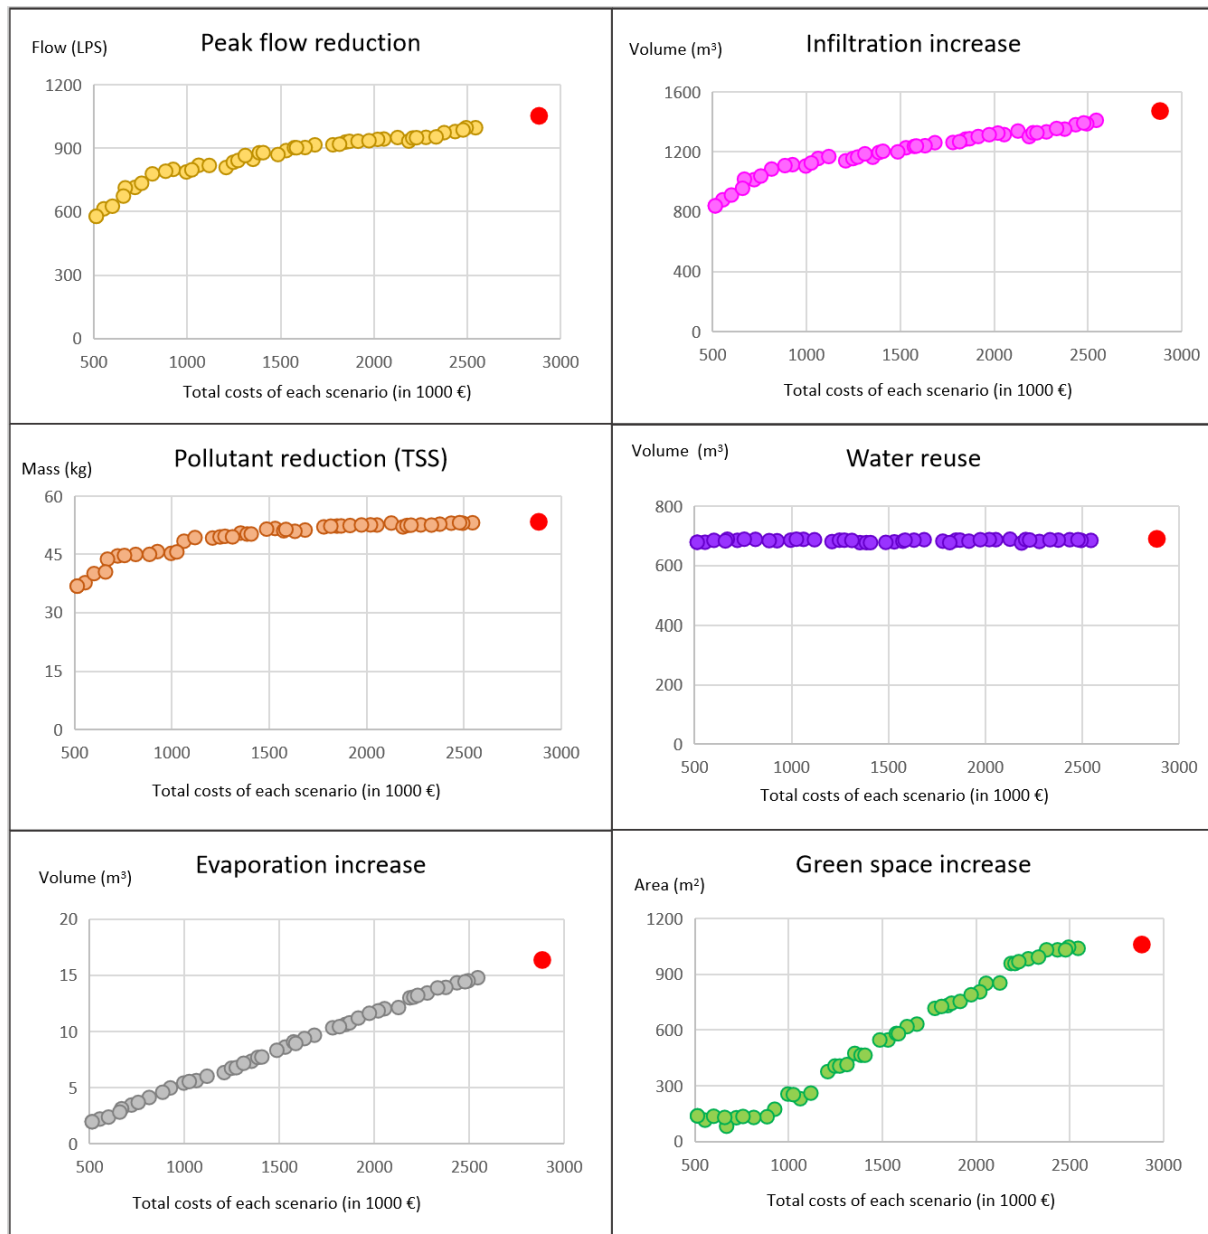 Peak flow reduction
Flow (LPS)
1200
900
600
300
0
500 1000 1500 2000 2500 3000
Total costs of each scenario (in 1000 €)
Infiltration increase
Volume (m³)
1600
1200
800
400
0
500 1000 1500 2000 2500 3000
Total costs of each scenario (in 1000 €)
Pollutant reduction (TSS)
Mass (kg)
60
45
30
15
0
500 1000 1500 2000 2500 3000
Total costs of each scenario (in 1000 €)
Water reuse
Volume (m³)
800
600
400
200
0
500 1000 1500 2000 2500 3000
Total costs of each scenario (in 1000 €)
Evaporation increase
Volume (m³)
20
15
10
5
0
500 1000 1500 2000 2500 3000
Total costs of each scenario (in 1000 €)
Green space increase
Area (m²)
1200
900
600
300
0
500 1000 1500 2000 2500 3000
Total costs of each scenario (in 1000 €)